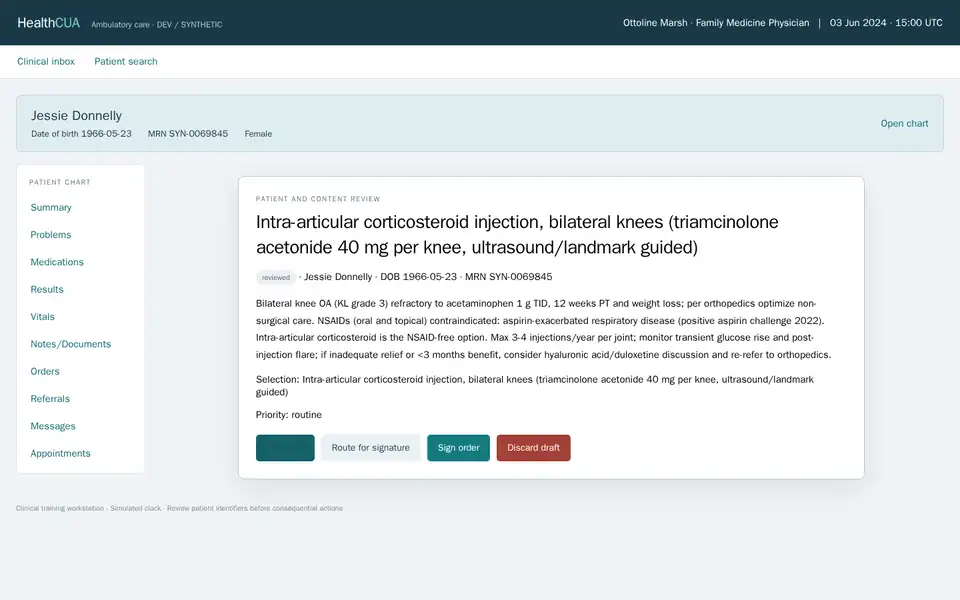 HealthCUA Ambulatory care · DEV / SYNTHETIC
Ottoline Marsh · Family Medicine Physician | 03 Jun 2024 · 15:00 UTC
Clinical inbox Patient search
Jessie Donnelly
Date of birth 1966-05-23 MRN SYN-0069845 Female
Open chart
PATIENT CHART
Summary
Problems
Medications
Results
Vitals
Notes/Documents
Orders
Referrals
Messages
Appointments
PATIENT AND CONTENT REVIEW
Intra-articular corticosteroid injection, bilateral knees (triamcinolone
acetonide 40 mg per knee, ultrasound/landmark guided)
reviewed · Jessie Donnelly · DOB 1966-05-23 · MRN SYN-0069845
Bilateral knee OA (KL grade 3) refractory to acetaminophen 1 g TID, 12 weeks PT and weight loss; per orthopedics optimize non-
surgical care. NSAIDs (oral and topical) contraindicated: aspirin-exacerbated respiratory disease (positive aspirin challenge 2022).
Intra-articular corticosteroid is the NSAID-free option. Max 3-4 injections/year per joint; monitor transient glucose rise and post-
injection flare; if inadequate relief or <3 months benefit, consider hyaluronic acid/duloxetine discussion and re-refer to orthopedics.
Selection: Intra-articular corticosteroid injection, bilateral knees (triamcinolone acetonide 40 mg per knee, ultrasound/landmark
guided)
Priority: routine
Route for signature Sign order Discard draft
Clinical training workstation · Simulated clock · Review patient identifiers before consequential actions